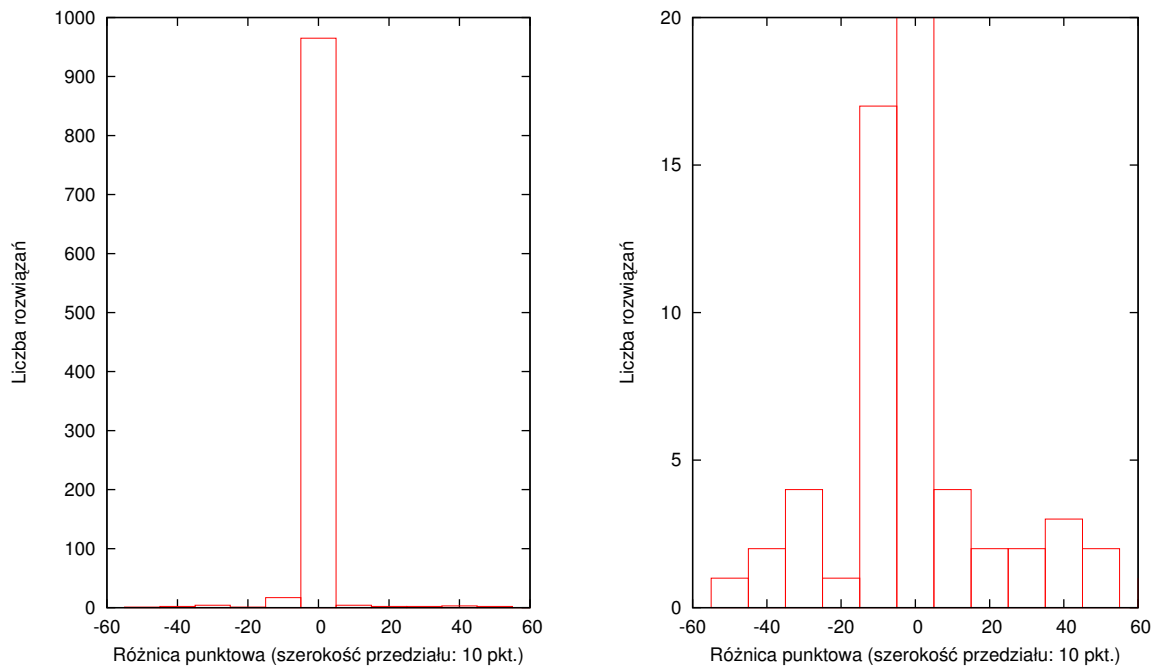 1000
900
800
700
600
500
400
300
200
100
0
-60 -40 -20 0 20 40 60
Liczba rozwiązań
Różnica punktowa (szerokość przedziału: 10 pkt.)
20
15
10
5
0
-60 -40 -20 0 20 40 60
Liczba rozwiązań
Różnica punktowa (szerokość przedziału: 10 pkt.)